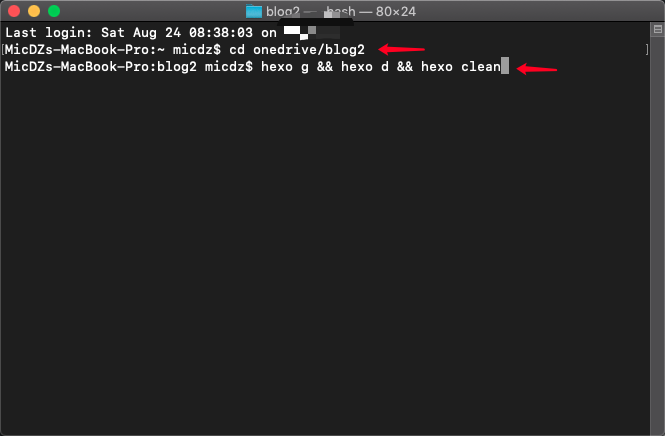 blog2 — bash — 80×24
Last login: Sat Aug 24 08:38:03 on
[MicDZs-MacBook-Pro:~ micdz$ cd onedrive/blog2 ]
MicDZs-MacBook-Pro:blog2 micdz$ hexo g && hexo d && hexo clean